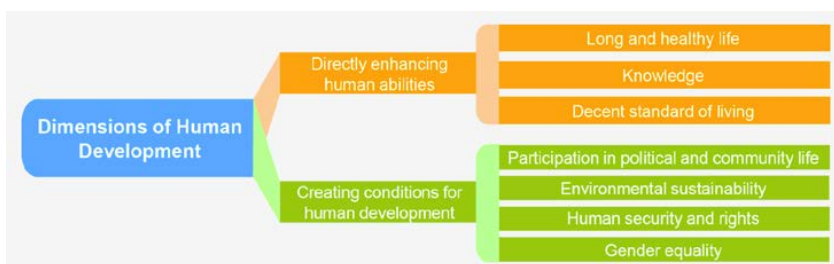 Dimensions of Human
Development
Directly enhancing
human abilities
Long and healthy life
Knowledge
Decent standard of living
Creating conditions for
human development
Participation in political and community life
Environmental sustainability
Human security and rights
Gender equality